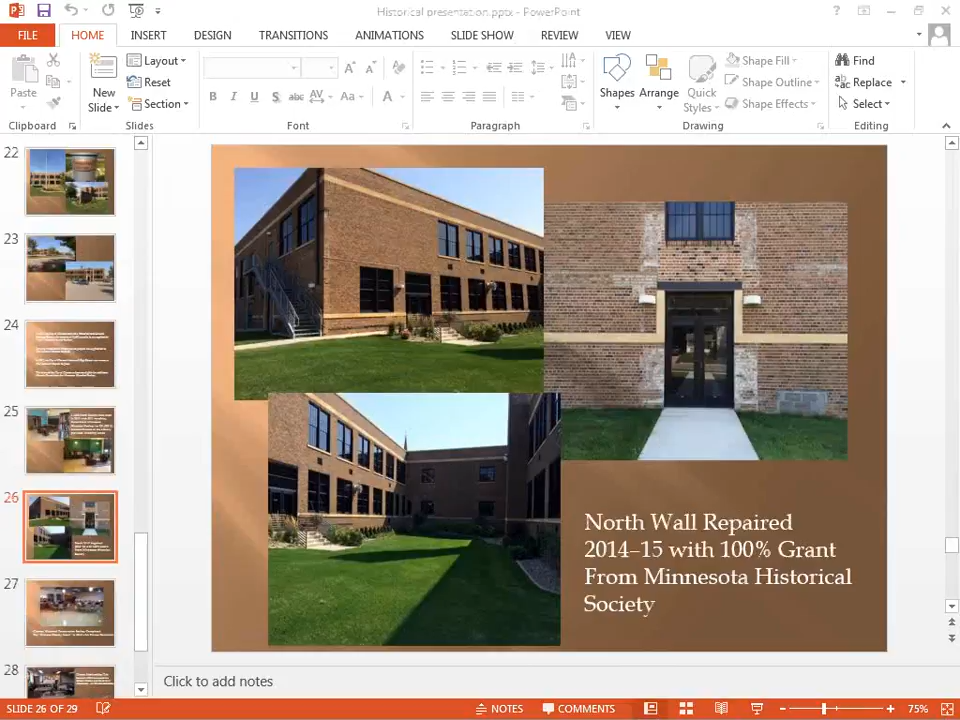 Historical presentation.pptx - PowerPoint
FILE HOME INSERT DESIGN TRANSITIONS ANIMATIONS SLIDE SHOW REVIEW VIEW
Paste
New
Slide
Layout
Reset
Section
B I U S abc AV Aa A
Shapes Arrange Quick
Styles
Shape Fill
Shape Outline
Shape Effects
Find
Replace
Select
Clipboard Slides Font Paragraph Drawing Editing
22
23
24
25
26
27
28
North Wall Repaired
2014–15 with 100% Grant
From Minnesota Historical
Society
Click to add notes
SLIDE 26 OF 29 NOTES COMMENTS 75%